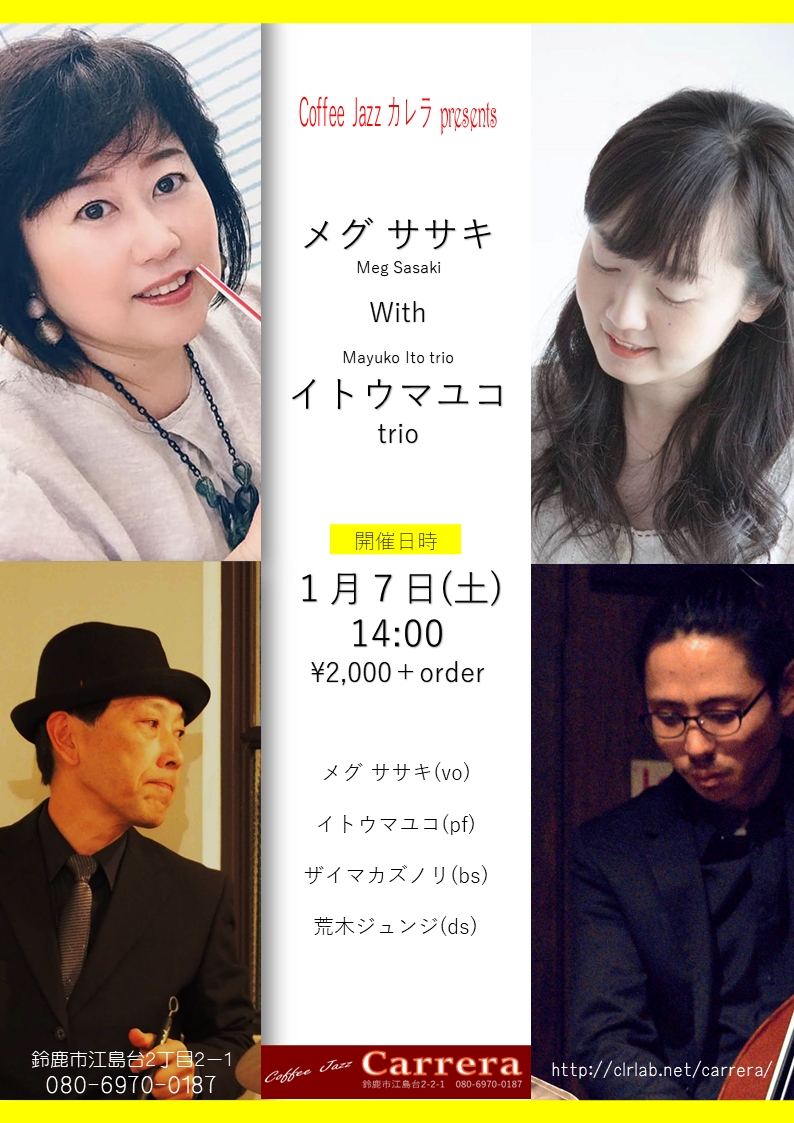 Coffee Jazz カレラ presents
メグ ササキ
Meg Sasaki
With
Mayuko Ito trio
イトウマユコ
trio
開催日時
1月7日(土)
14:00
¥2,000＋order
メグ ササキ(vo)
イトウマユコ(pf)
ザイマカズノリ(bs)
荒木ジュンジ(ds)
鈴鹿市江島台2丁目2－1
080-6970-0187
Coffee Jazz Carrera
鈴鹿市江島台2-2-1 080-6970-0187
http://clrlab.net/carrera/